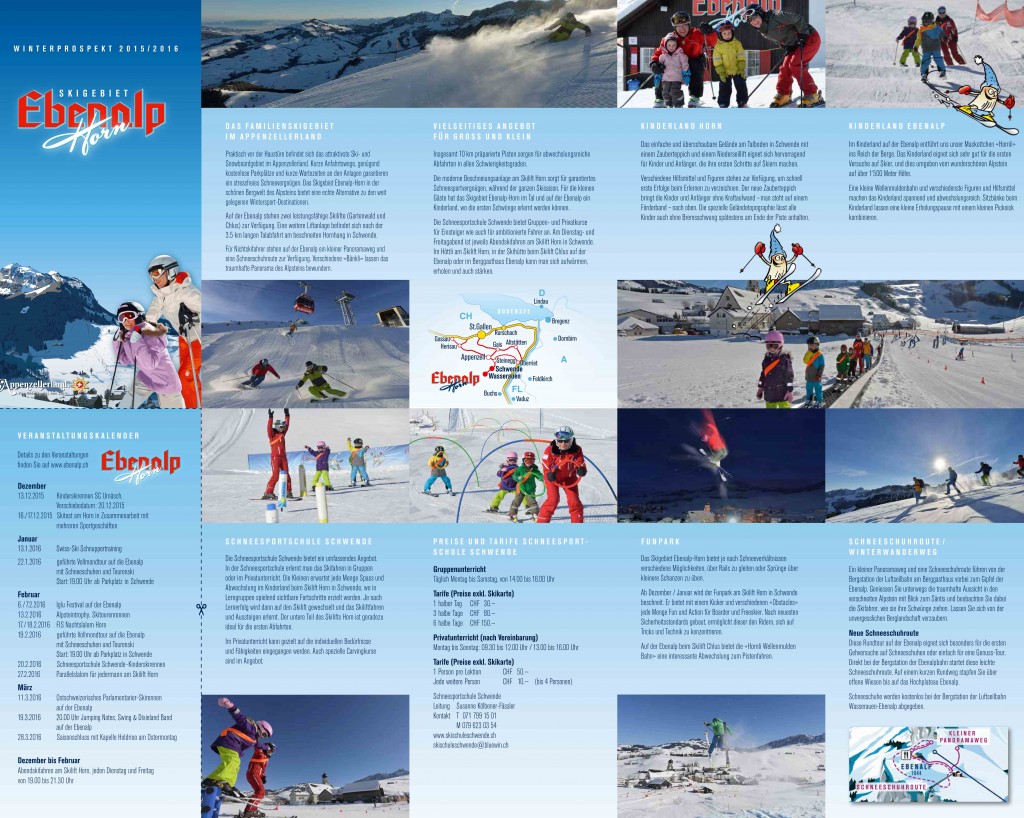 WINTERPROSPEKT 2015/2016
SKIGEBIET
Ebenalp
Horn
Appenzellerland
VERANSTALTUNGSKALENDER
Details zu den Veranstaltungen
finden Sie auf www.ebenalp.ch
Ebenalp
Horn
Dezember
13.12.2015 Kinderskirennen SC Urnäsch,
Verschiebedatum: 20.12.2015
16./17.12.2015 Skitest am Horn in Zusammenarbeit mit
mehreren Sportgeschäften
Januar
13.1.2016 Swiss-Ski Schnuppertraining
22.1.2016 geführte Vollmondtour auf die Ebenalp
mit Schneeschuhen und Tourenski
Start: 19.00 Uhr ab Parkplatz in Schwende
Februar
6./7.2.2016 Iglu Festival auf der Ebenalp
13.2.2016 Alpsteintrophy, Skitourenrennen
17./18.2.2016 FIS Nachtslalom Horn
19.2.2016 geführte Vollmondtour auf die Ebenalp
mit Schneeschuhen und Tourenski
Start: 19.00 Uhr ab Parkplatz in Schwende
20.2.2016 Schneesportschule Schwende-Kinderskirennen
27.2.2016 Parallelslalom für jedermann am Skilift Horn
März
11.3.2016 Ostschweizerisches Parlamentarier-Skirennen
auf der Ebenalp
19.3.2016 20.00 Uhr Jumping Notes, Swing & Dixieland Band
auf der Ebenalp
28.3.2016 Saisonschluss mit Kapelle Heldrois am Ostermontag
Dezember bis Februar
Abendskifahren am Skilift Horn, jeden Dienstag und Freitag
von 19.00 bis 21.30 Uhr
DAS FAMILIENSKIGEBIET
IM APPENZELLERLAND
Praktisch vor der Haustüre befindet sich das attraktivste Ski- und
Snowboardgebiet im Appenzellerland. Kurze Anfahrtswege, genügend
kostenlose Parkplätze und kurze Wartezeiten an den Anlagen garantieren
ein stressfreies Schneevergnügen. Das Skigebiet Ebenalp-Horn in der
schönen Bergwelt des Alpsteins bietet eine echte Alternative zu den weit
gelegenen Wintersport-Destinationen.
Auf der Ebenalp stehen zwei leistungsfähige Skilifte (Gartenwald und
Chlus) zur Verfügung. Eine weitere Liftanlage befindet sich nach der
3.5 km langen Talabfahrt am beschneiten Hornhang in Schwende.
Für Nichtskifahrer stehen auf der Ebenalp ein kleiner Panoramaweg und
eine Schneeschuhroute zur Verfügung. Verschiedene «Bänkli» lassen das
traumhafte Panorama des Alpsteins bewundern.
VIELSEITIGES ANGEBOT
FÜR GROSS UND KLEIN
Insgesamt 10 km präparierte Pisten sorgen für abwechslungsreiche
Abfahrten in allen Schwierigkeitsgraden.
Die moderne Beschneiungsanlage am Skilift Horn sorgt für garantiertes
Schneesportvergnügen, während der ganzen Skisaison. Für die kleinen
Gäste hat das Skigebiet Ebenalp-Horn im Tal und auf der Ebenalp ein
Kinderland, wo die ersten Schwünge erlernt werden können.
Die Schneesportschule Schwende bietet Gruppen- und Privatkurse
für Einsteiger wie auch für ambitionierte Fahrer an. Am Dienstag- und
Freitagabend ist jeweils Abendskifahren am Skilift Horn in Schwende.
Im Hüttli am Skilift Horn, in der Skihütte beim Skilift Chlus auf der
Ebenalp oder im Berggasthaus Ebenalp kann man sich aufwärmen,
erholen und auch stärken.
Ebenalp
KINDERLAND HORN
Das einfache und überschaubare Gelände am Talboden in Schwende mit
einem Zauberteppich und einem Niederseillift eignet sich hervorragend
für Kinder und Anfänger, die ihre ersten Schritte auf Skiern machen.
Verschiedene Hilfsmittel und Figuren stehen zur Verfügung, um schnell
erste Erfolge beim Erlernen zu verzeichnen. Der neue Zauberteppich
bringt die Kinder und Anfänger ohne Kraftaufwand – man steht auf einem
Förderband – nach oben. Die spezielle Geländetopographie lässt alle
Kinder auch ohne Bremsschwung spätestens am Ende der Piste anhalten.
KINDERLAND EBENALP
Im Kinderland auf der Ebenalp entführt uns unser Maskottchen «Hornli»
ins Reich der Berge. Das Kinderland eignet sich sehr gut für die ersten
Versuche auf Skier, und dies umgeben vom wunderschönen Alpstein
auf über 1'500 Meter Höhe.
Eine kleine Wellenmuldenbahn und verschiedenste Figuren und Hilfsmittel
machen das Kinderland spannend und abwechslungsreich. Sitzbänke beim
Kinderland lassen eine kleine Erholungspause mit einem kleinen Picknick
kombinieren.
D
Lindau
BODENSEE
CH
Bregenz
St.Gallen
Rorschach
Dornbirn
Gossau
Herisau
Gais
Altstätten
A
Appenzell
Steinegg
Oberriet
Schwende
Wasserauen
Feldkirch
Ebenalp
Horn
FL
Buchs
Vaduz
SCHNEESPORTSCHULE SCHWENDE
Die Schneesportschule Schwende bietet ein umfassendes Angebot.
In der Schneesportschule erlernt man das Skifahren in Gruppen
oder im Privatunterricht. Die Kleinen erwartet jede Menge Spass und
Abwechslung im Kinderland beim Skilift Horn in Schwende, wo in
Lerngruppen spielend sichtbare Fortschritte erzielt werden. Je nach
Lernerfolg wird dann auf den Skilift gewechselt und das Skiliftfahren
und Aussteigen erlernt. Der untere Teil des Skilifts Horn ist geradezu
ideal für die ersten Abfahrten.
Im Privatunterricht kann gezielt auf die individuellen Bedürfnisse
und Fähigkeiten eingegangen werden. Auch spezielle Carvingkurse
sind im Angebot.
PREISE UND TARIFE SCHNEESPORT-
SCHULE SCHWENDE
Gruppenunterricht
Täglich Montag bis Samstag, von 14.00 bis 16.00 Uhr
Tarife (Preise exkl. Skikarte)
1 halber Tag CHF 30.–
3 halbe Tage CHF 80.–
6 halbe Tage CHF 150.–
Privatunterricht (nach Vereinbarung)
Montag bis Sonntag: 09.30 bis 12.00 Uhr / 13.00 bis 16.00 Uhr
Tarife (Preise exkl. Skikarte)
1 Person pro Lektion CHF 50.–
Jede weitere Person CHF 10.– (bis 4 Personen)
Schneesportschule Schwende
Leitung Susanne Kölbener-Fässler
Kontakt T 071 799 15 01
M 079 623 03 54
www.skischuleschwende.ch
skischuleschwende@bluewin.ch
FUNPARK
Das Skigebiet Ebenalp-Horn bietet je nach Schneeverhältnissen
verschiedene Möglichkeiten, über Rails zu gleiten oder Sprünge über
kleinere Schanzen zu üben.
Ab Dezember / Januar wird der Funpark am Skilift Horn in Schwende
beschneit. Er bietet mit einem Kicker und verschiedenen «Obstacles»
jede Menge Fun und Action für Boarder und Freeskier. Nach neuesten
Sicherheitsstandards gebaut, ermöglicht dieser den Ridern, sich auf
Tricks und Technik zu konzentrieren.
Auf der Ebenalp beim Skilift Chlus bietet die «Hornli Wellenmulden
Bahn» eine interessante Abwechslung zum Pistenfahren.
SCHNEESCHUHROUTE/
WINTERWANDERWEG
Ein kleiner Panoramaweg und eine Schneeschuhroute führen von der
Bergstation der Luftseilbahn am Berggasthaus vorbei zum Gipfel der
Ebenalp. Geniessen Sie unterwegs die traumhafte Aussicht in den
verschneiten Alpstein mit Blick zum Säntis und beobachten Sie dabei
die Skifahrer, wie sie ihre Schwünge ziehen. Lassen Sie sich von der
unvergesslichen Berglandschaft verzaubern.
Neue Schneeschuhroute
Diese Rundtour auf der Ebenalp eignet sich besonders für die ersten
Gehversuche auf Schneeschuhen oder einfach für eine Genuss-Tour.
Direkt bei der Bergstation der Ebenalpbahn startet diese leichte
Schneeschuhroute. Auf einem kurzen Rundweg stapfen Sie über
offene Wiesen bis auf das Hochplateau Ebenalp.
Schneeschuhe werden kostenlos bei der Bergstation der Luftseilbahn
Wasserauen-Ebenalp abgegeben.
KLEINER
PANORAMAWEG
EBENALP
1644
SCHNEESCHUHROUTE